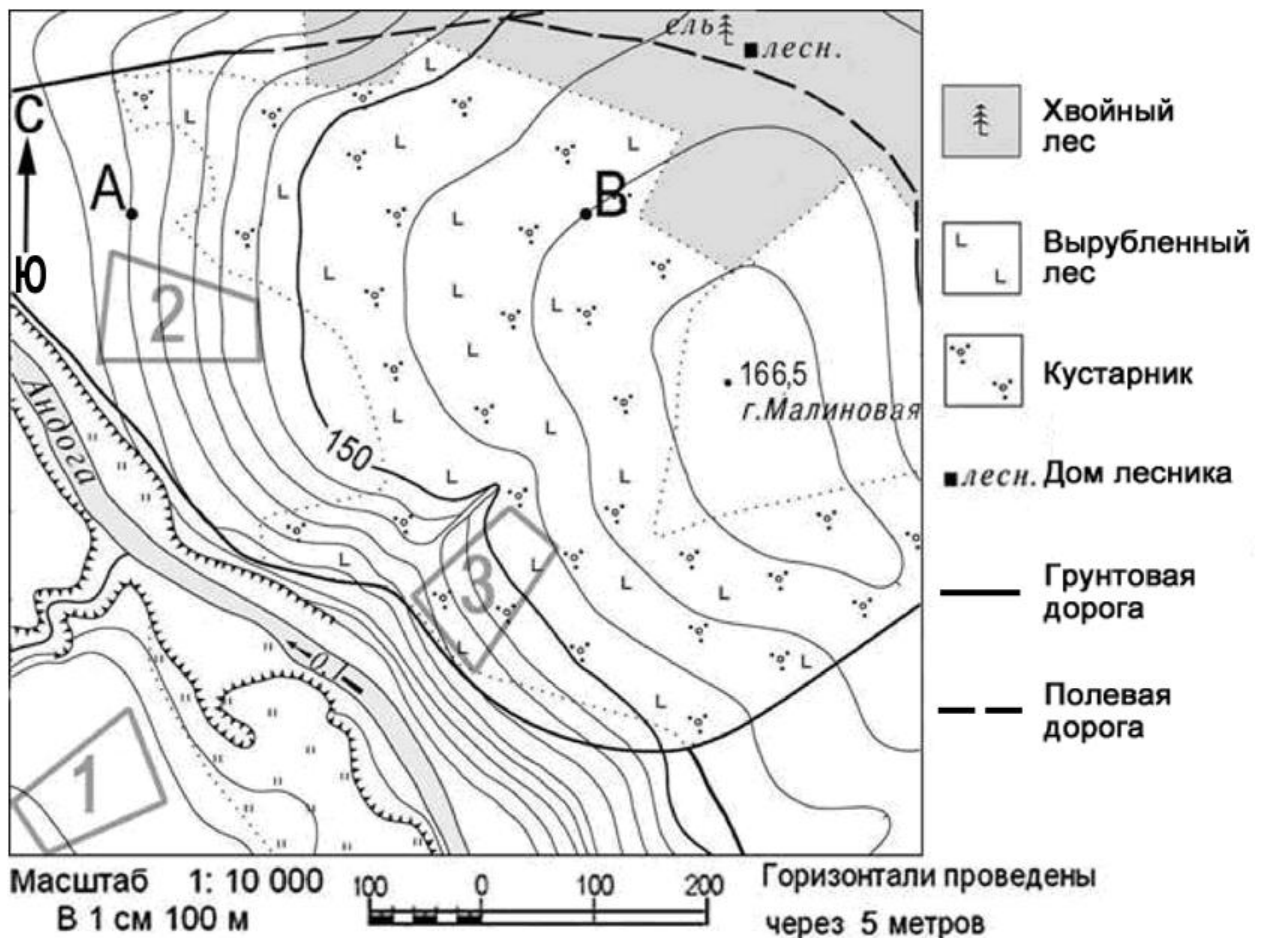 ель
лесн.
С
А
В
Ю
2
166,5
г.Малиновая
Андога
150
3
0,1
1
Хвойный
лес
Вырубленный
лес
Кустарник
лесн. Дом лесника
Грунтовая
дорога
Полевая
дорога
Масштаб 1: 10 000
В 1 см 100 м
100 0 100 200
Горизонтали проведены
через 5 метров